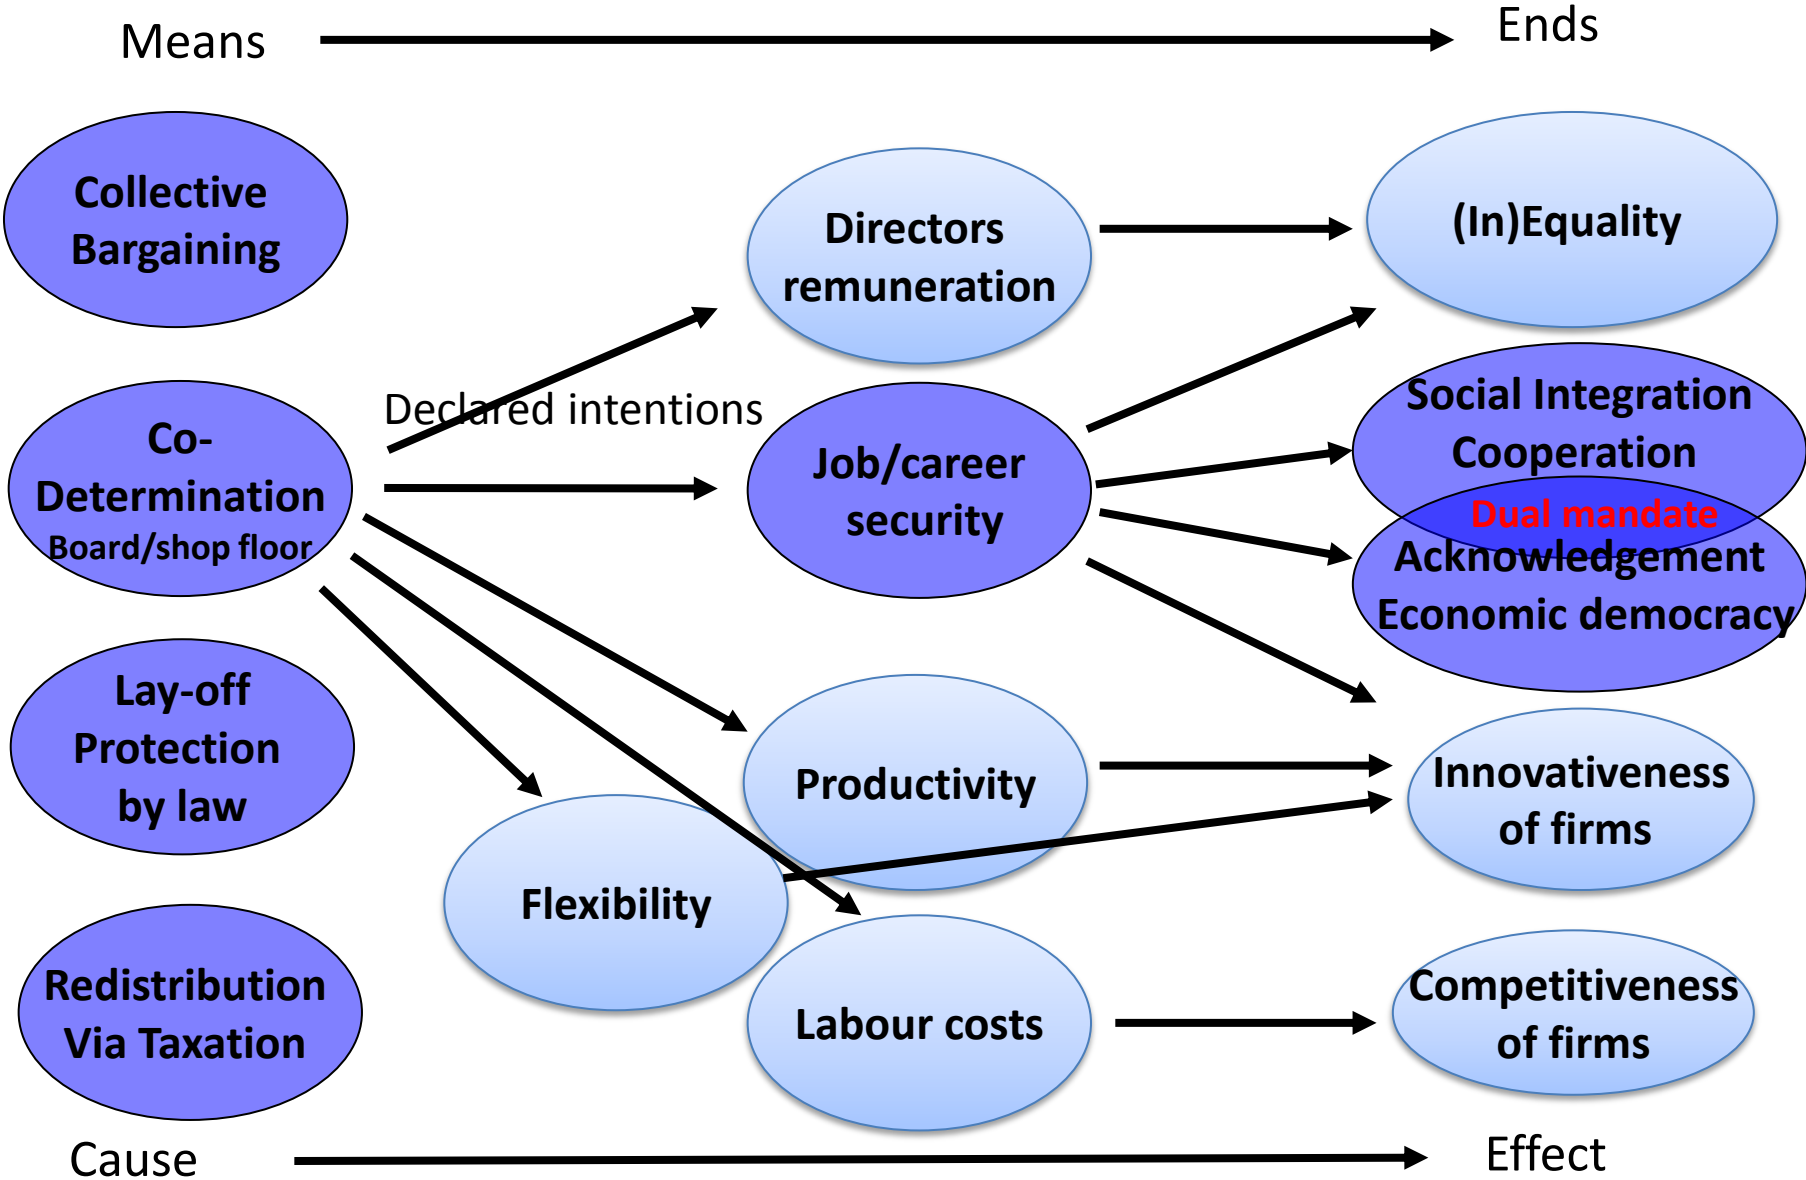 Means
Ends
Collective
Bargaining
Directors
remuneration
(In)Equality
Declared intentions
Co-
Determination
Board/shop floor
Job/career
security
Social Integration
Cooperation
Dual mandate
Acknowledgement
Economic democracy
Lay-off
Protection
by law
Productivity
Innovativeness
of firms
Flexibility
Redistribution
Via Taxation
Labour costs
Competitiveness
of firms
Cause
Effect